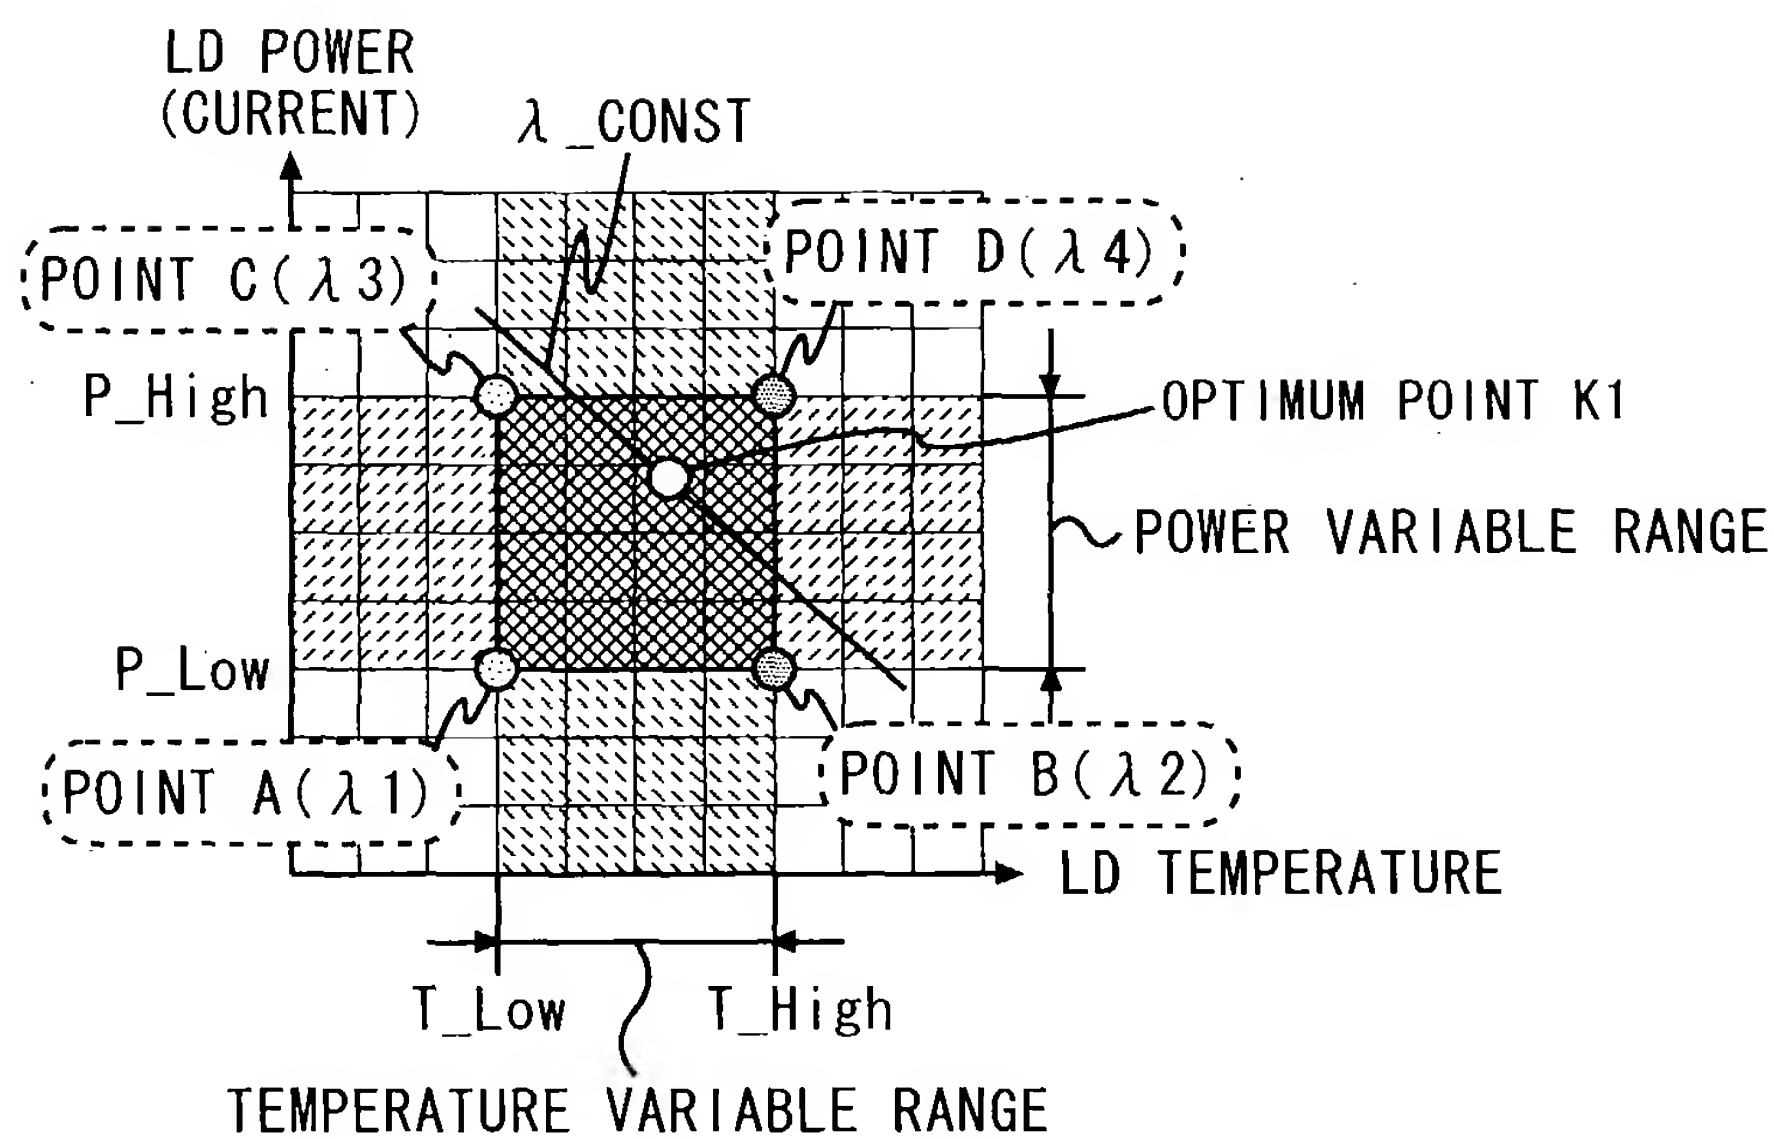 LD POWER
(CURRENT)
λ_CONST
POINT C(λ3)
POINT D(λ4)
P_High
OPTIMUM POINT K1
POWER VARIABLE RANGE
P_Low
POINT A(λ1)
POINT B(λ2)
LD TEMPERATURE
T_Low
T_High
TEMPERATURE VARIABLE RANGE